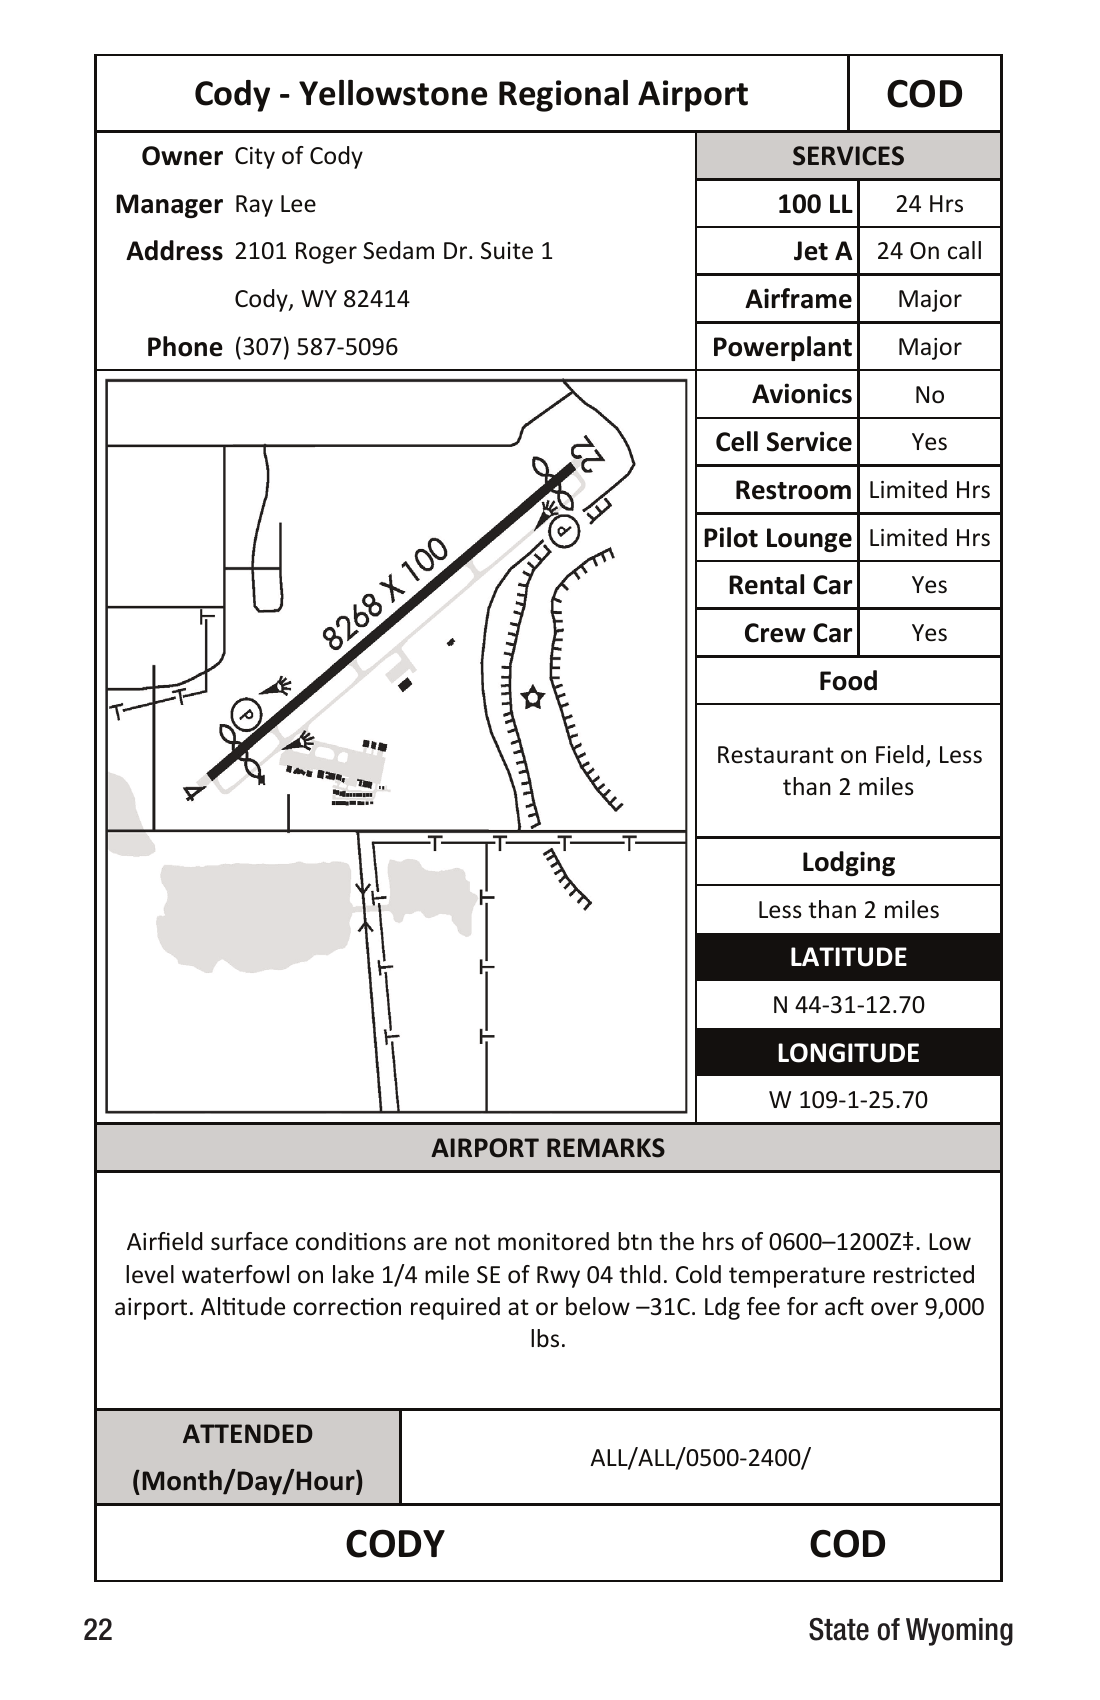 Cody - Yellowstone Regional Airport COD
Owner City of Cody
Manager Ray Lee
Address 2101 Roger Sedam Dr. Suite 1
Cody, WY 82414
Phone (307) 587-5096
SERVICES
100 LL 24 Hrs
Jet A 24 On call
Airframe Major
Powerplant Major
Avionics No
Cell Service Yes
Restroom Limited Hrs
Pilot Lounge Limited Hrs
Rental Car Yes
Crew Car Yes
Food
Restaurant on Field, Less
than 2 miles
Lodging
Less than 2 miles
LATITUDE
N 44-31-12.70
LONGITUDE
W 109-1-25.70
22
P
8268 X 100
P
4
AIRPORT REMARKS
Airfield surface conditions are not monitored btn the hrs of 0600–1200Z‡. Low
level waterfowl on lake 1/4 mile SE of Rwy 04 thld. Cold temperature restricted
airport. Altitude correction required at or below –31C. Ldg fee for acft over 9,000
lbs.
ATTENDED
(Month/Day/Hour)
ALL/ALL/0500-2400/
CODY COD
22 State of Wyoming